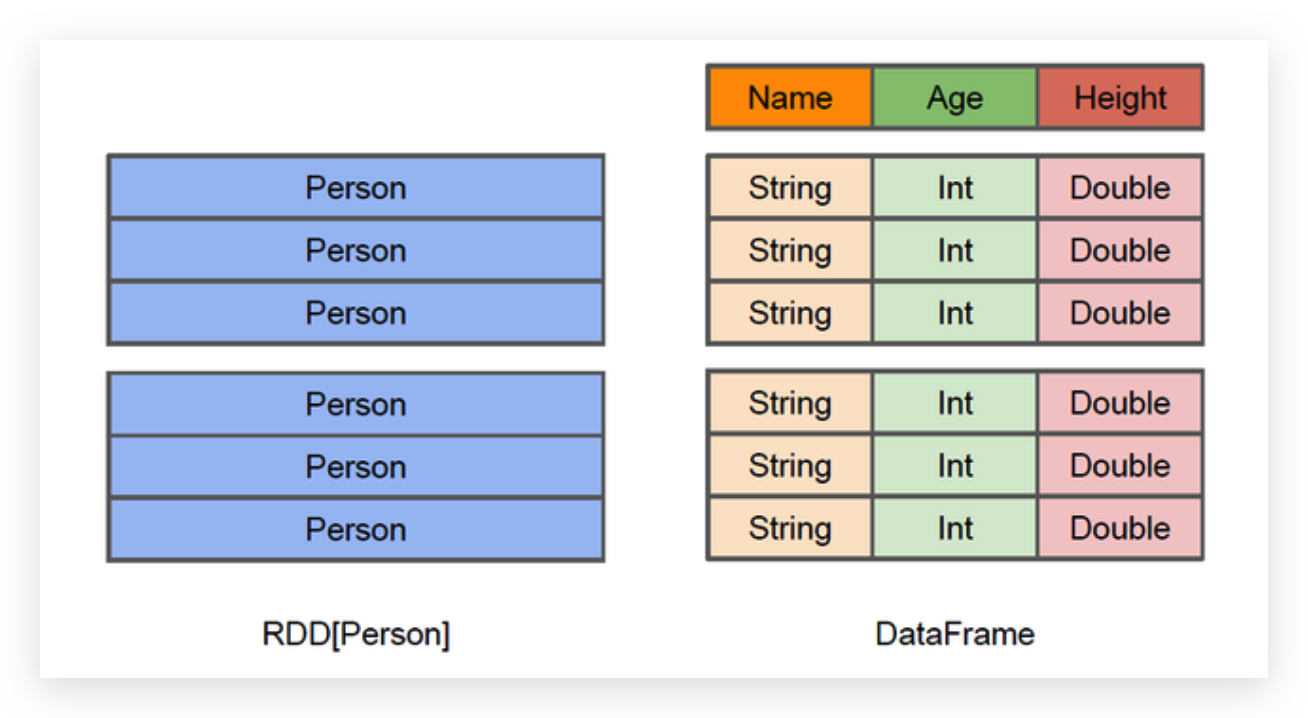 Name Age Height
Person
Person
Person
String Int Double
String Int Double
String Int Double
Person
Person
Person
String Int Double
String Int Double
String Int Double
RDD[Person]
DataFrame